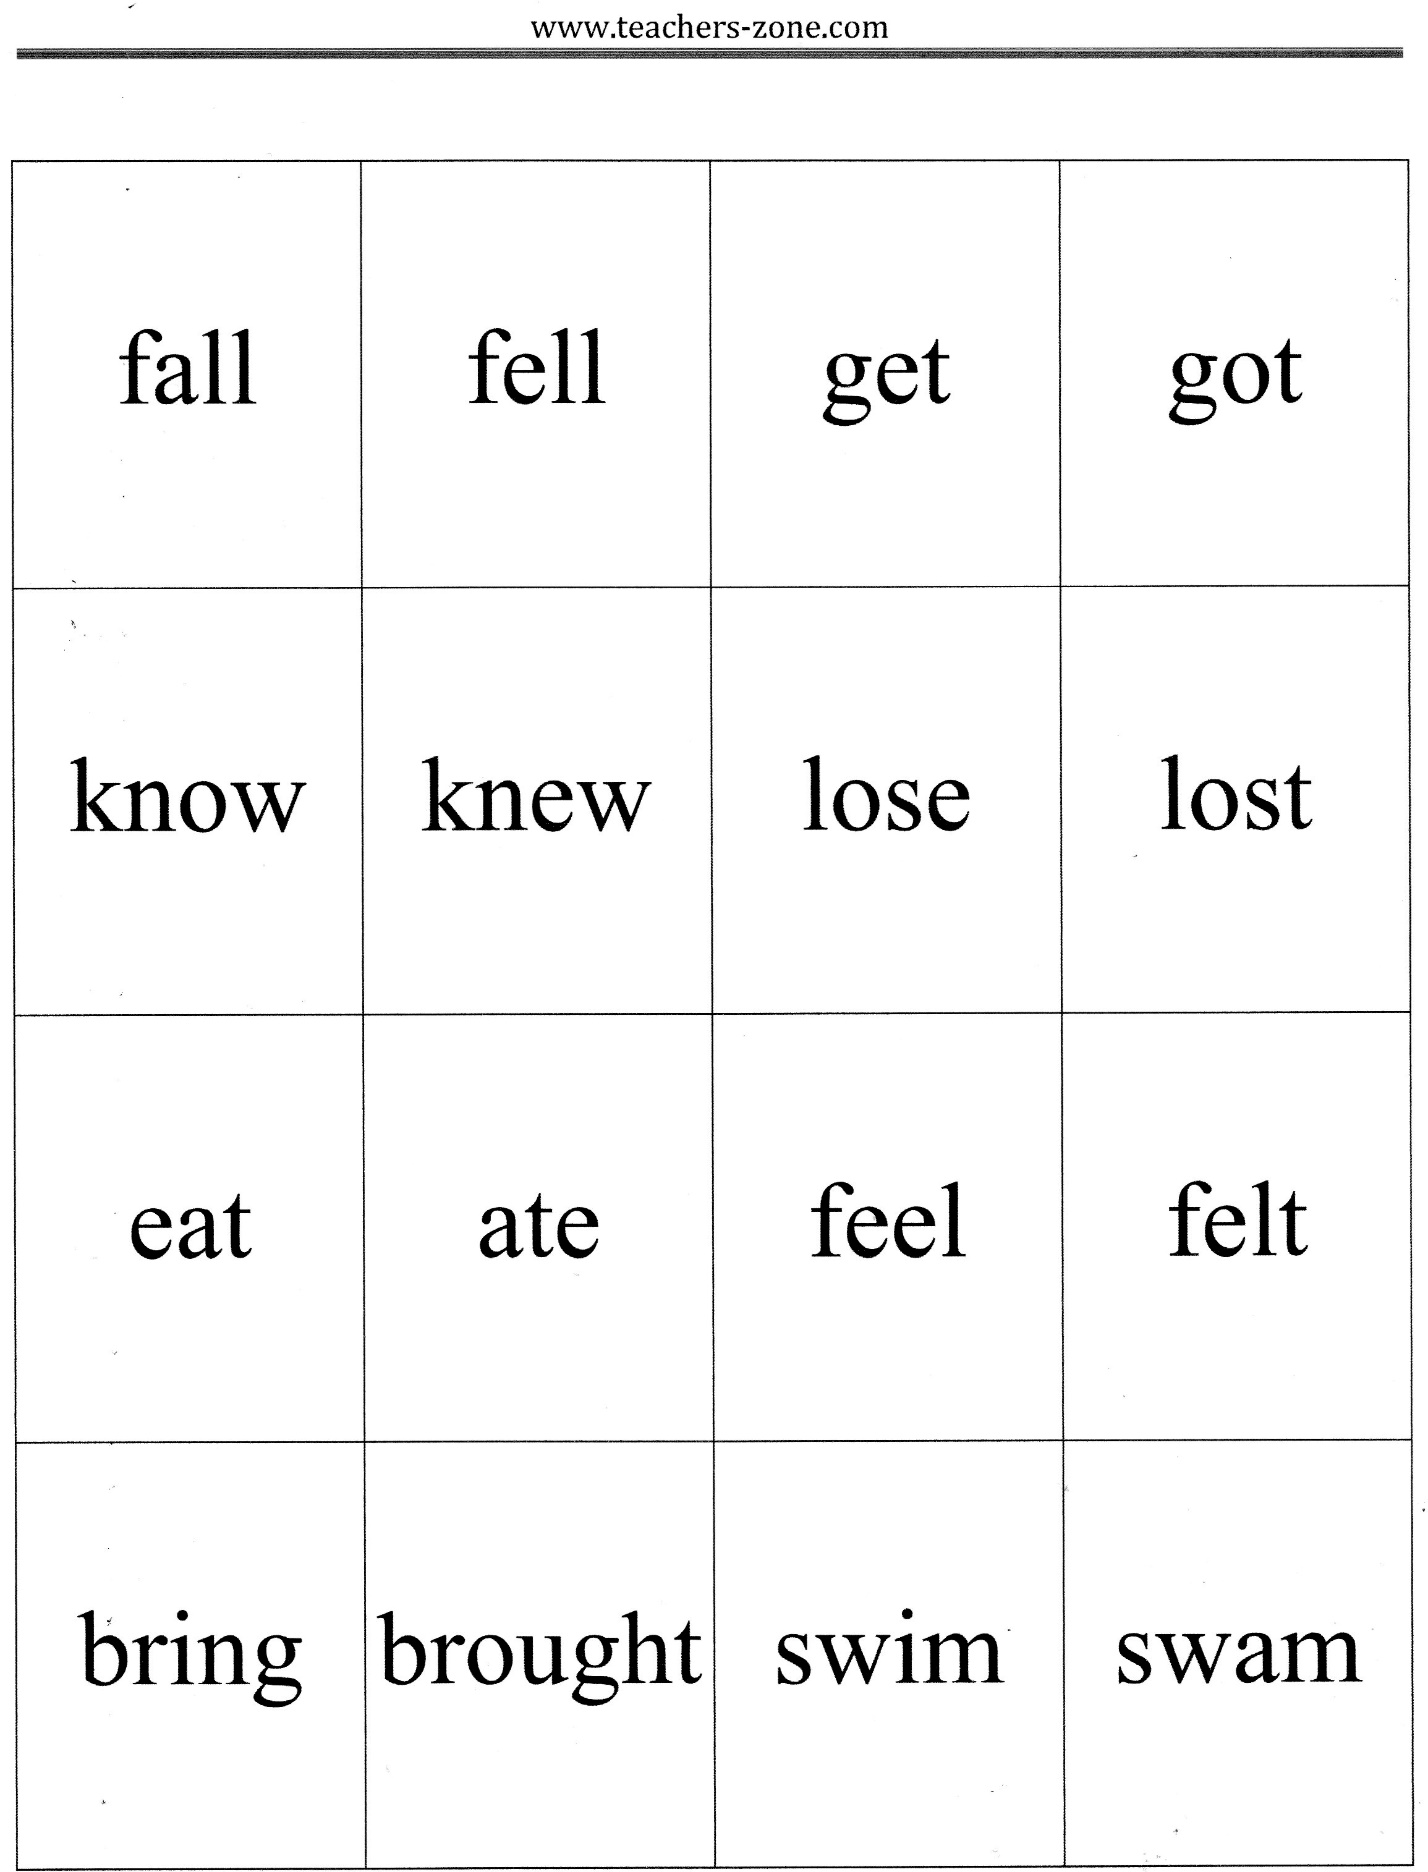 www.teachers-zone.com
fall fell get got
know knew lose lost
eat ate feel felt
bring brought swim swam